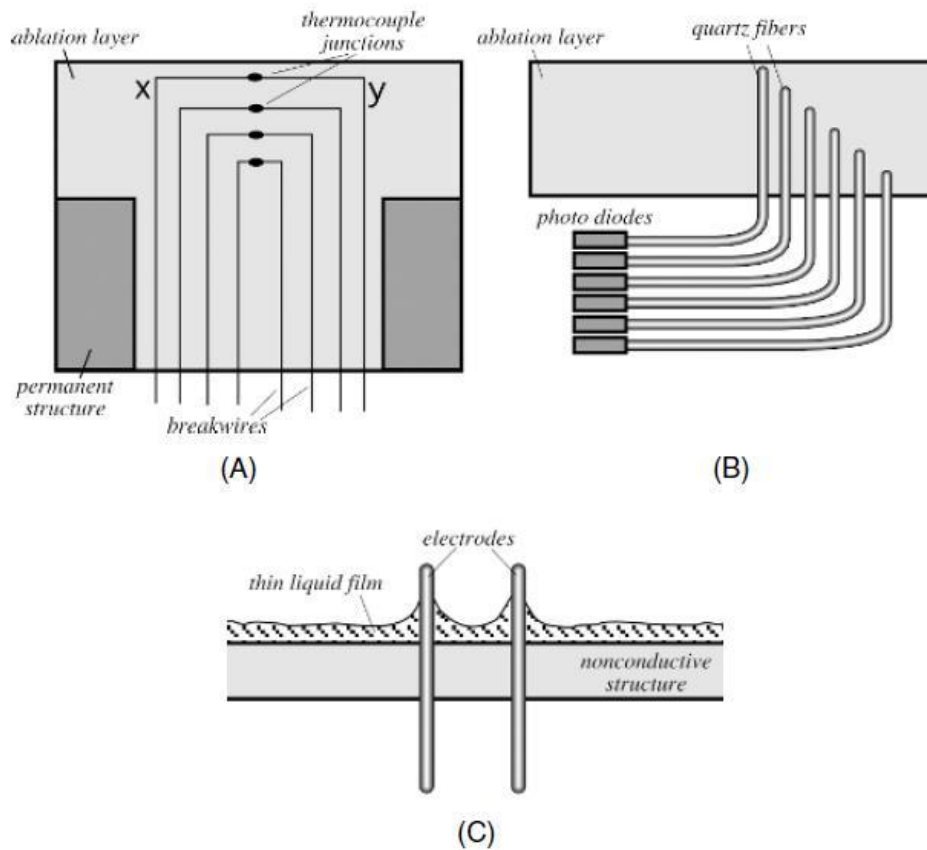 ablation layer
thermocouple
junctions
x
y
permanent
structure
breakwires
(A)
ablation layer
quartz fibers
photo diodes
(B)
electrodes
thin liquid film
nonconductive
structure
(C)